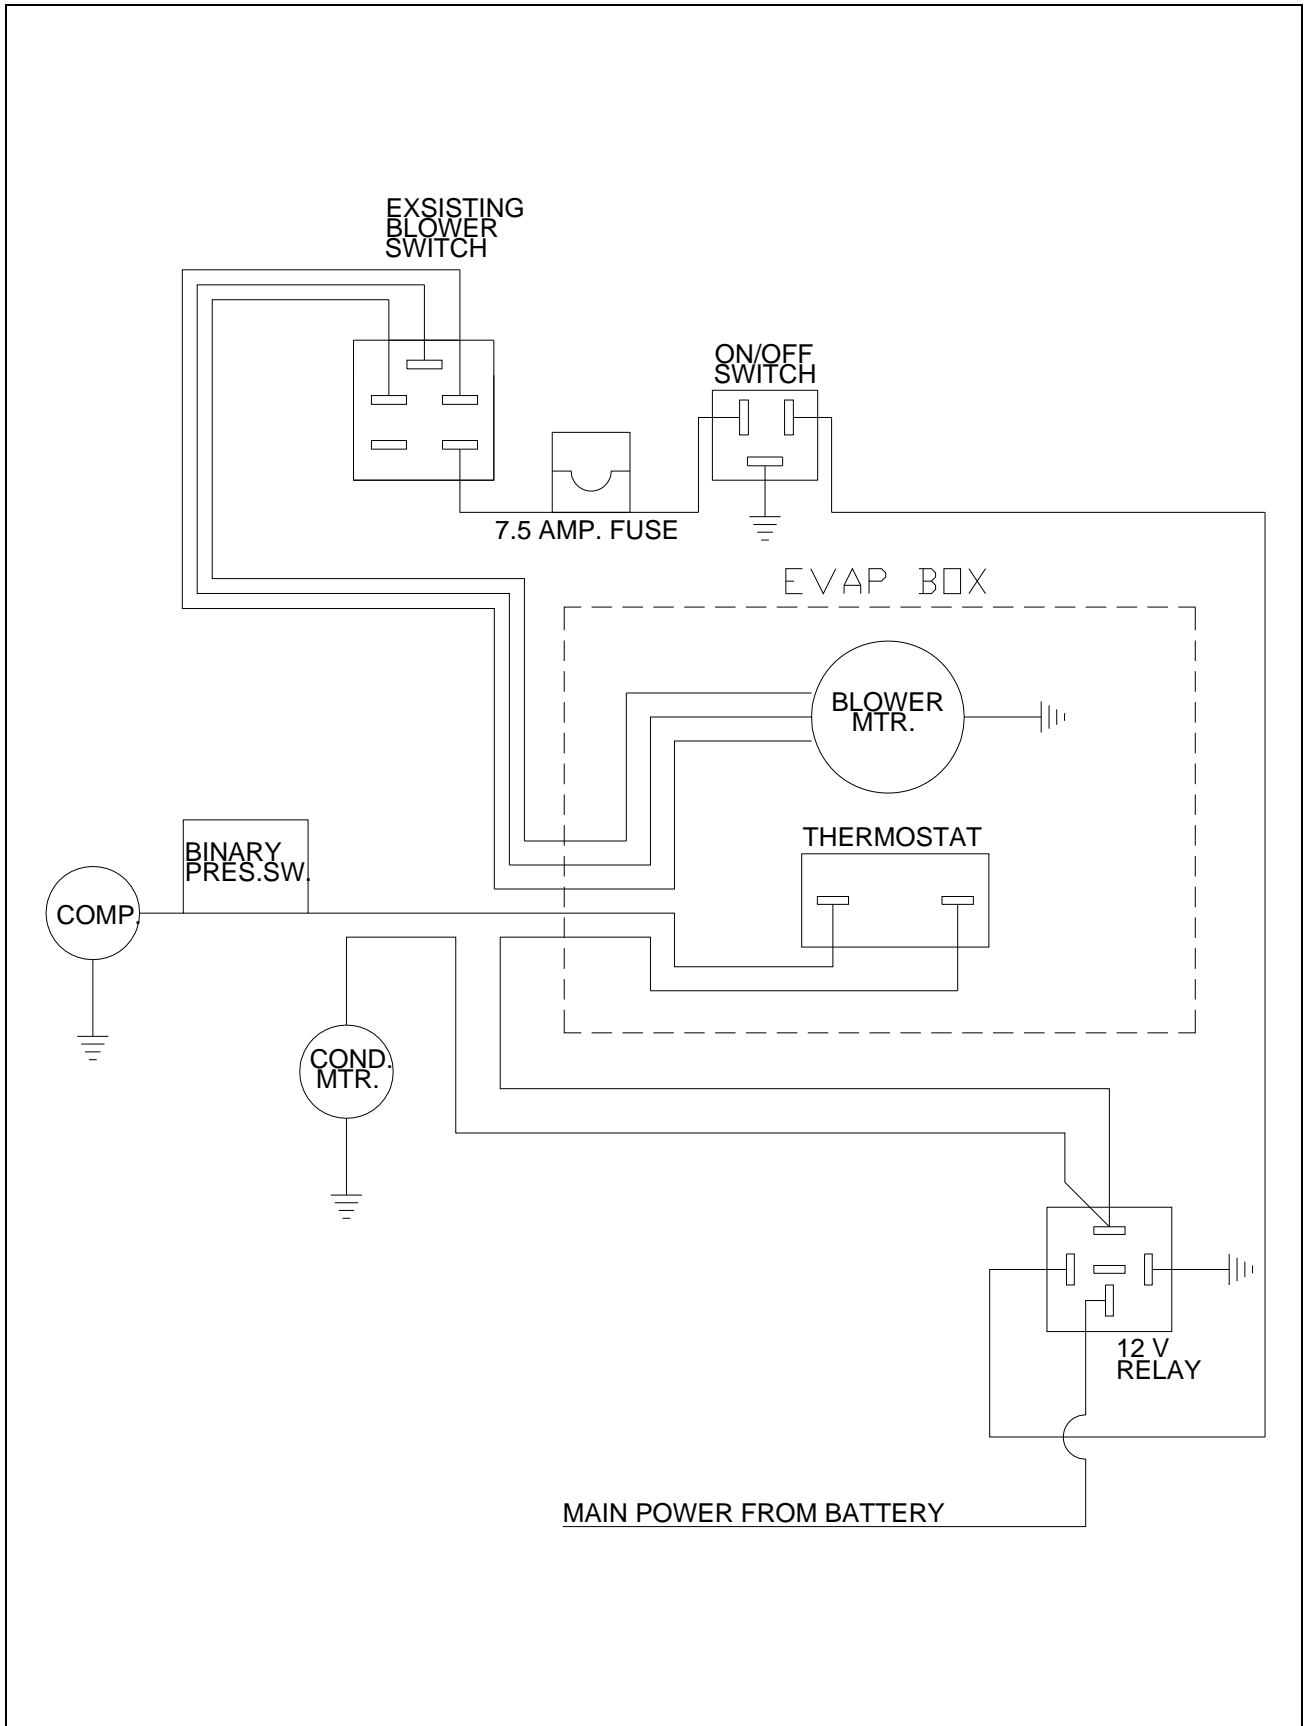 EXSISTING
BLOWER
SWITCH
ON/OFF
SWITCH
7.5 AMP. FUSE
EVAP BOX
BLOWER
MTR.
THERMOSTAT
BINARY
PRES.SW.
COMP.
COND.
MTR.
12 V
RELAY
MAIN POWER FROM BATTERY